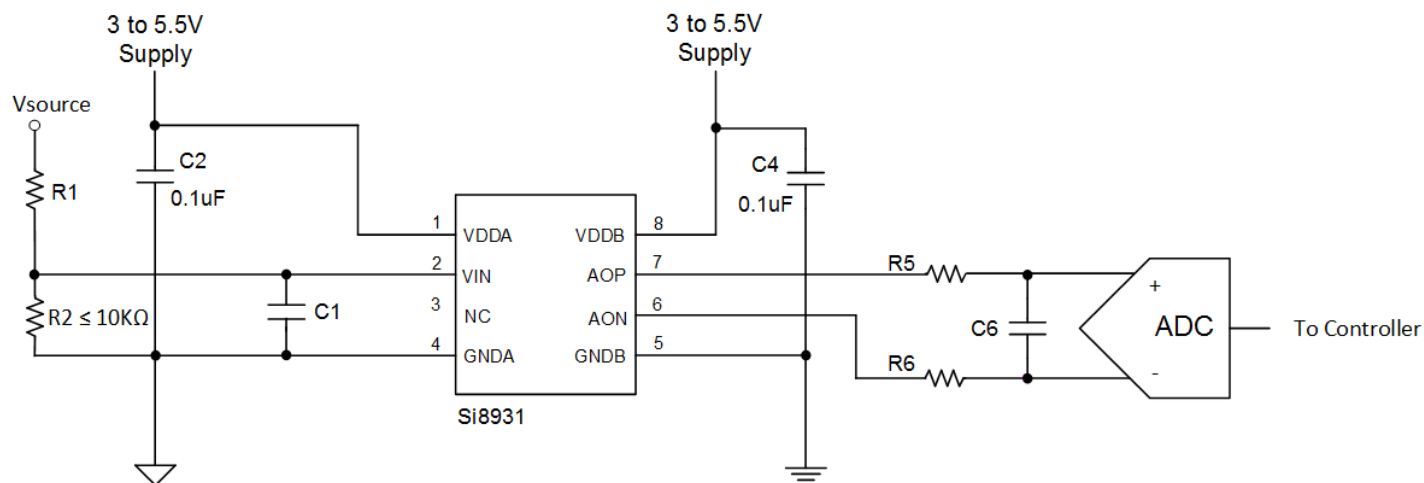 3 to 5.5V
Supply
3 to 5.5V
Supply
Vsource
C2
0.1uF
C4
0.1uF
R1
1
VDDA
VDDB
8
2
VIN
AOP
7
R5
R2 ≤ 10KΩ
C1
3
NC
AON
6
C6
+
-
ADC
To Controller
4
GNDA
GNDB
5
R6
Si8931